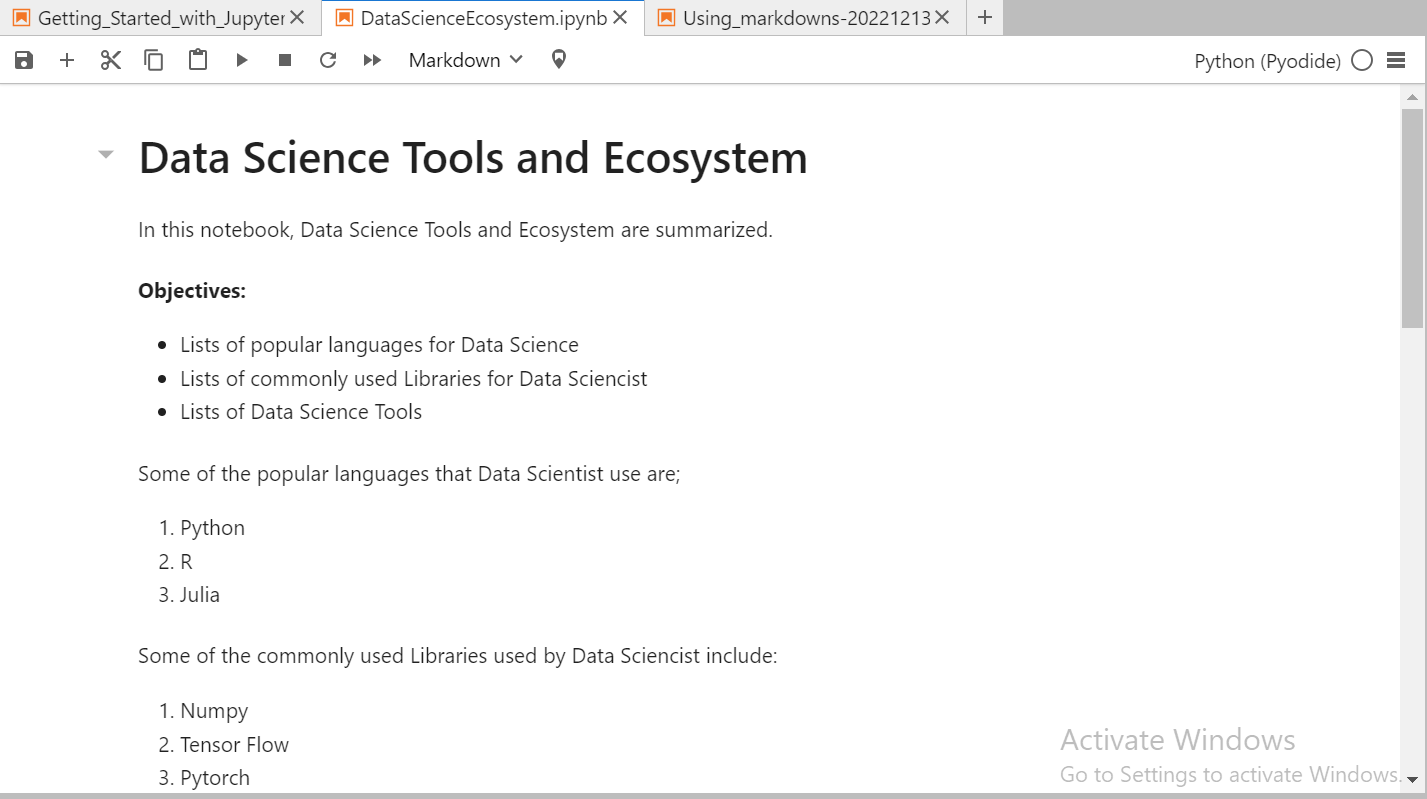 Getting_Started_with_Jupyter
DataScienceEcosystem.ipynb
Using_markdowns-20221213
Markdown
Python (Pyodide)
Data Science Tools and Ecosystem
In this notebook, Data Science Tools and Ecosystem are summarized.
Objectives:
• Lists of popular languages for Data Science
• Lists of commonly used Libraries for Data Sciencist
• Lists of Data Science Tools
Some of the popular languages that Data Scientist use are;
1. Python
2. R
3. Julia
Some of the commonly used Libraries used by Data Sciencist include:
1. Numpy
2. Tensor Flow
3. Pytorch
Activate Windows
Go to Settings to activate Windows.